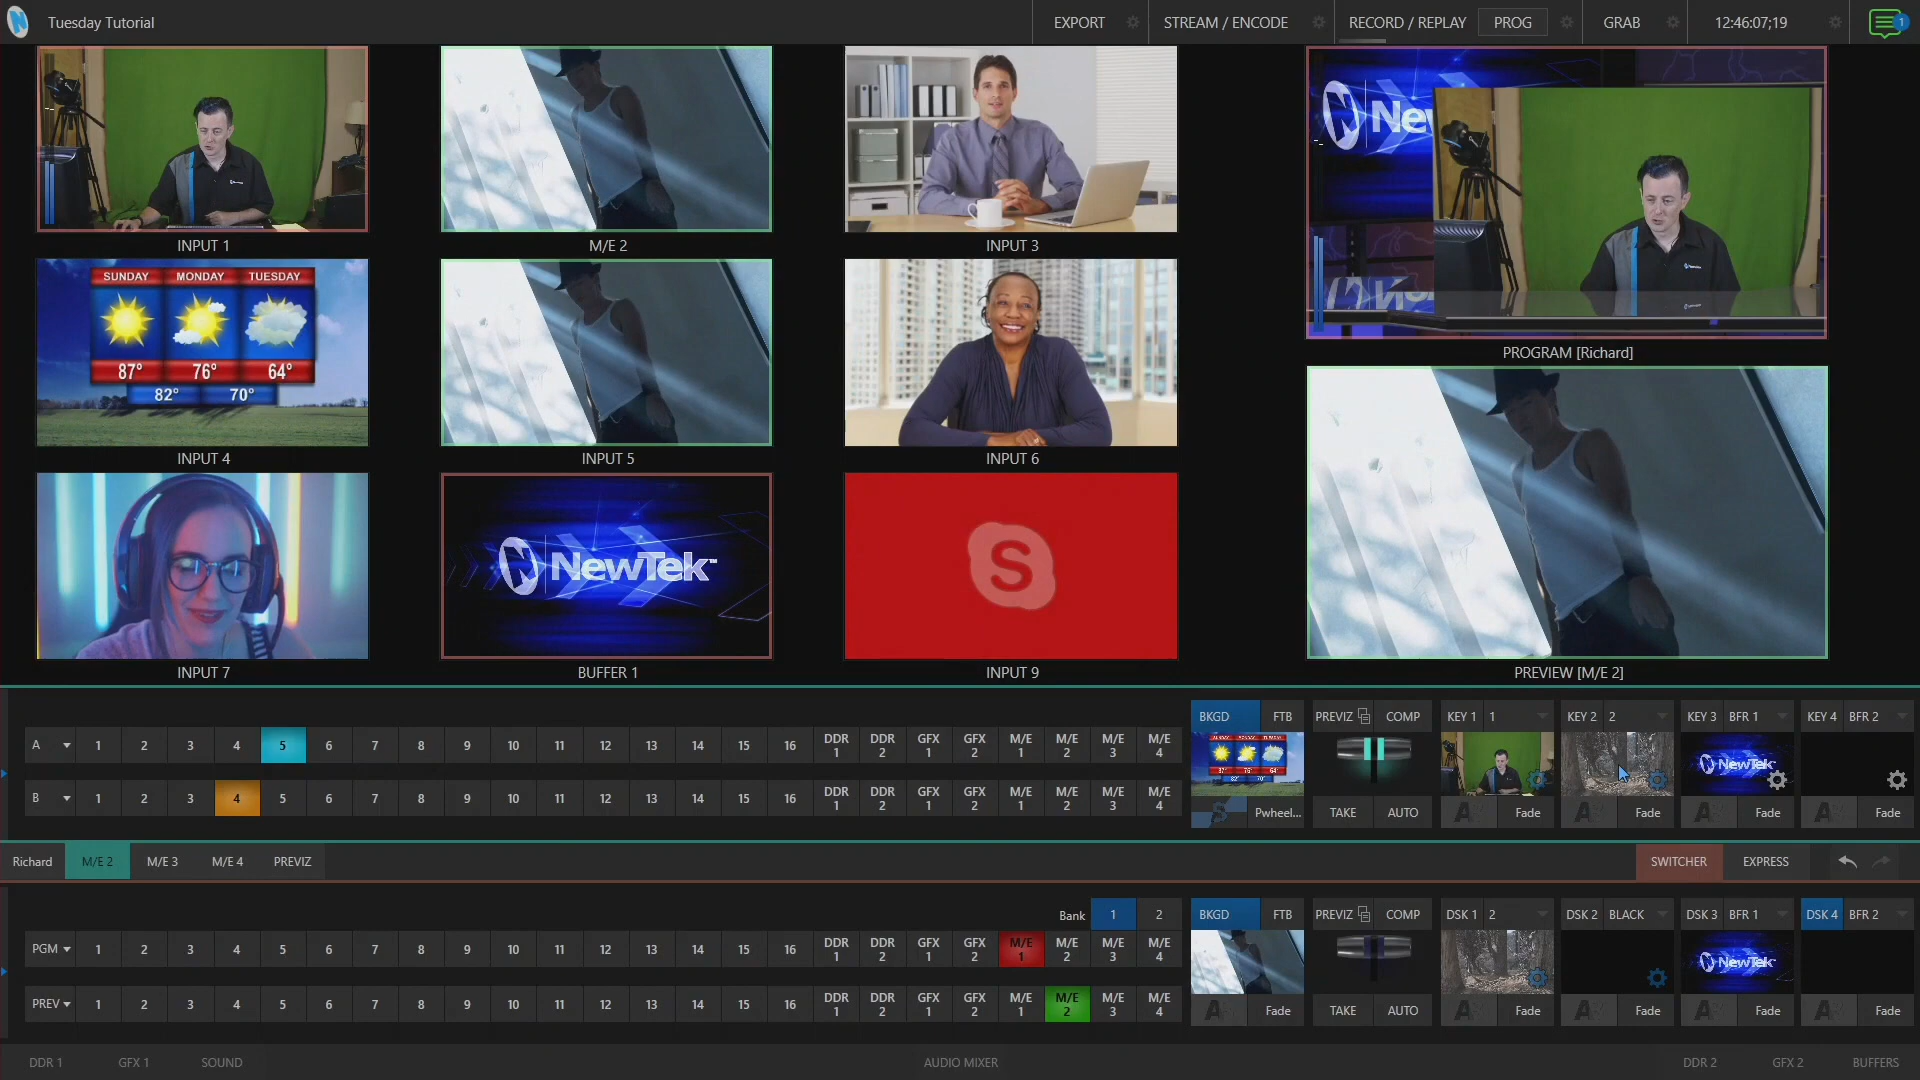 Tuesday Tutorial
EXPORT
STREAM / ENCODE
RECORD / REPLAY
PROG
GRAB
12:46:07;19
1
INPUT 1
M/E 2
INPUT 3
New
PROGRAM [Richard]
SUNDAY MONDAY TUESDAY
87° 76° 64°
82° 70°
INPUT 4
INPUT 5
INPUT 6
NewTek™
S
INPUT 7
BUFFER 1
INPUT 9
PREVIEW [M/E 2]
BKGD FTB PREVIZ COMP KEY 1 1 KEY 2 2 KEY 3 BFR 1 KEY 4 BFR 2
A 1 2 3 4 5 6 7 8 9 10 11 12 13 14 15 16 DDR 1 DDR 2 GFX 1 GFX 2 M/E 1 M/E 2 M/E 3 M/E 4
NewTek
B 1 2 3 4 5 6 7 8 9 10 11 12 13 14 15 16 DDR 1 DDR 2 GFX 1 GFX 2 M/E 1 M/E 2 M/E 3 M/E 4
Pwheel... TAKE AUTO Fade Fade Fade Fade
Richard M/E 2 M/E 3 M/E 4 PREVIZ
SWITCHER EXPRESS
Bank 1 2
BKGD FTB PREVIZ COMP DSK 1 2 DSK 2 BLACK DSK 3 BFR 1 DSK 4 BFR 2
PGM 1 2 3 4 5 6 7 8 9 10 11 12 13 14 15 16 DDR 1 DDR 2 GFX 1 GFX 2 M/E 1 M/E 2 M/E 3 M/E 4
NewTek
PREV 1 2 3 4 5 6 7 8 9 10 11 12 13 14 15 16 DDR 1 DDR 2 GFX 1 GFX 2 M/E 1 M/E 2 M/E 3 M/E 4
Fade TAKE AUTO Fade Fade Fade Fade
DDR 1 GFX 1 SOUND AUDIO MIXER DDR 2 GFX 2 BUFFERS